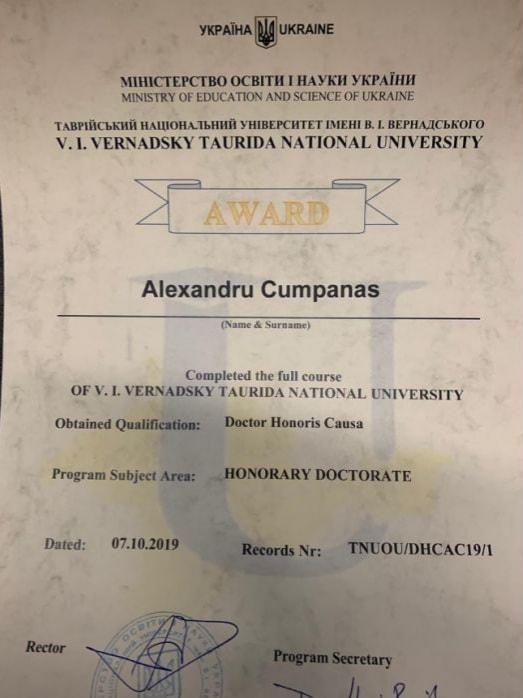 УКРАЇНА UKRAINE
МІНІСТЕРСТВО ОСВІТИ І НАУКИ УКРАЇНИ
MINISTRY OF EDUCATION AND SCIENCE OF UKRAINE
ТАВРІЙСЬКИЙ НАЦІОНАЛЬНИЙ УНІВЕРСИТЕТ ІМЕНІ В. І. ВЕРНАДСЬКОГО
V. I. VERNADSKY TAURIDA NATIONAL UNIVERSITY
AWARD
Alexandru Cumpanas
(Name & Surname)
Completed the full course
OF V. I. VERNADSKY TAURIDA NATIONAL UNIVERSITY
Obtained Qualification: Doctor Honoris Causa
Program Subject Area: HONORARY DOCTORATE
Dated: 07.10.2019 Records Nr: TNUOU/DHCAC19/1
Rector
Program Secretary